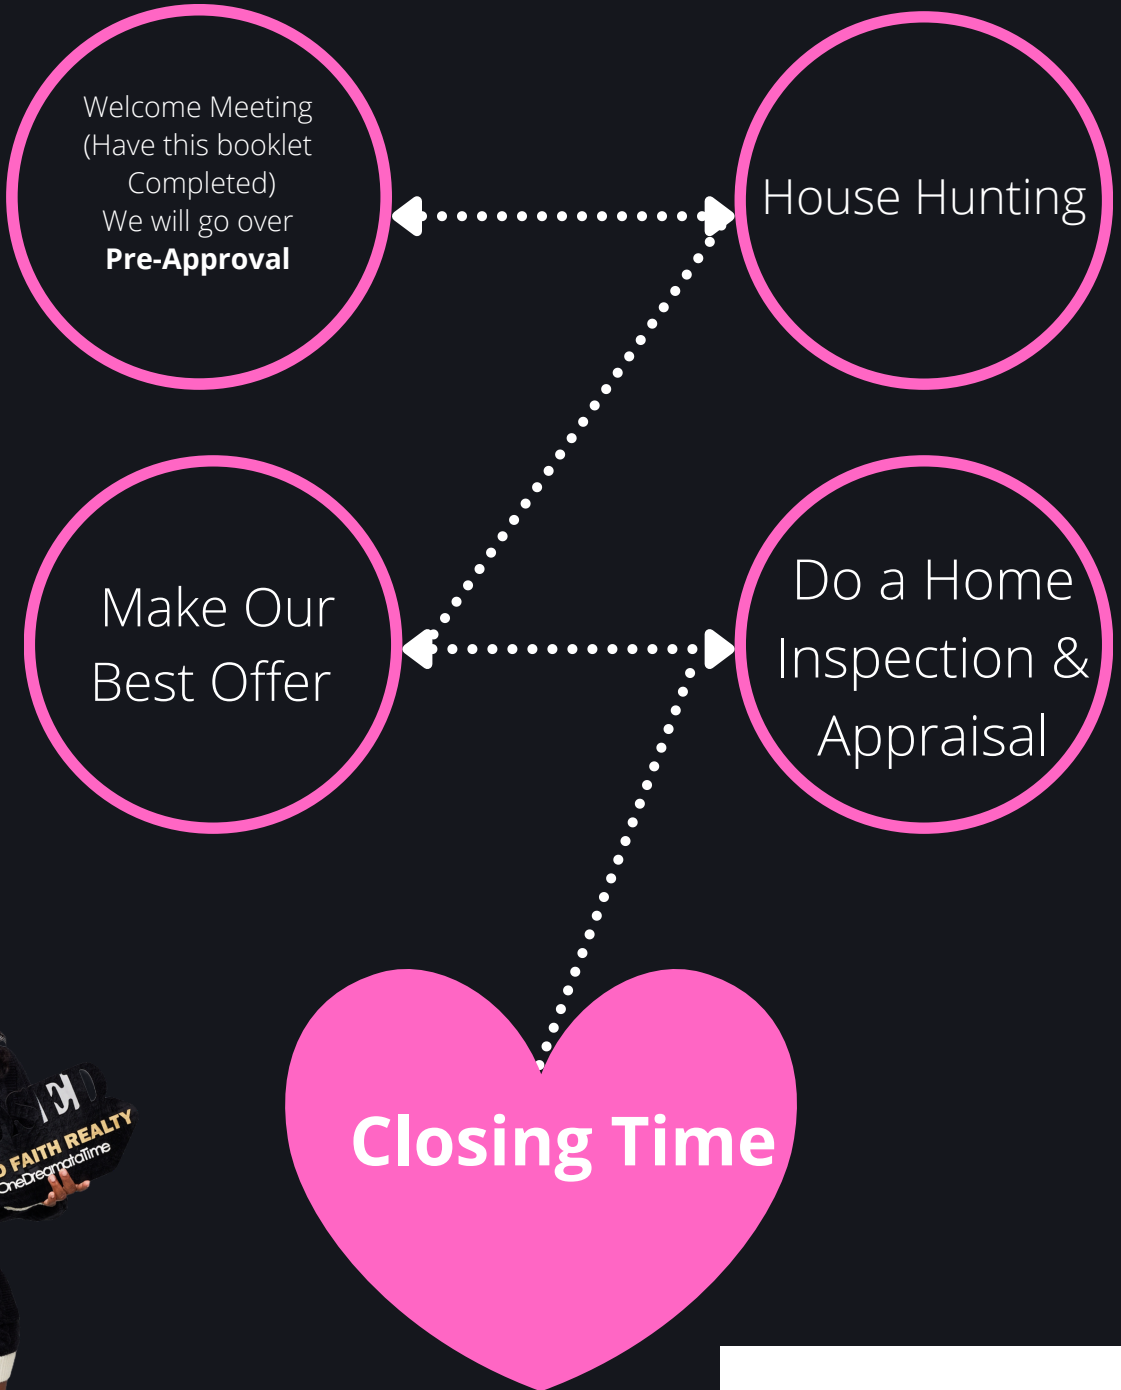 Welcome Meeting
(Have this booklet
Completed)
We will go over
Pre-Approval
House Hunting
Make Our
Best Offer
Do a Home
Inspection &
Appraisal
Closing Time
FAITH REALTY
OneDreamataTime